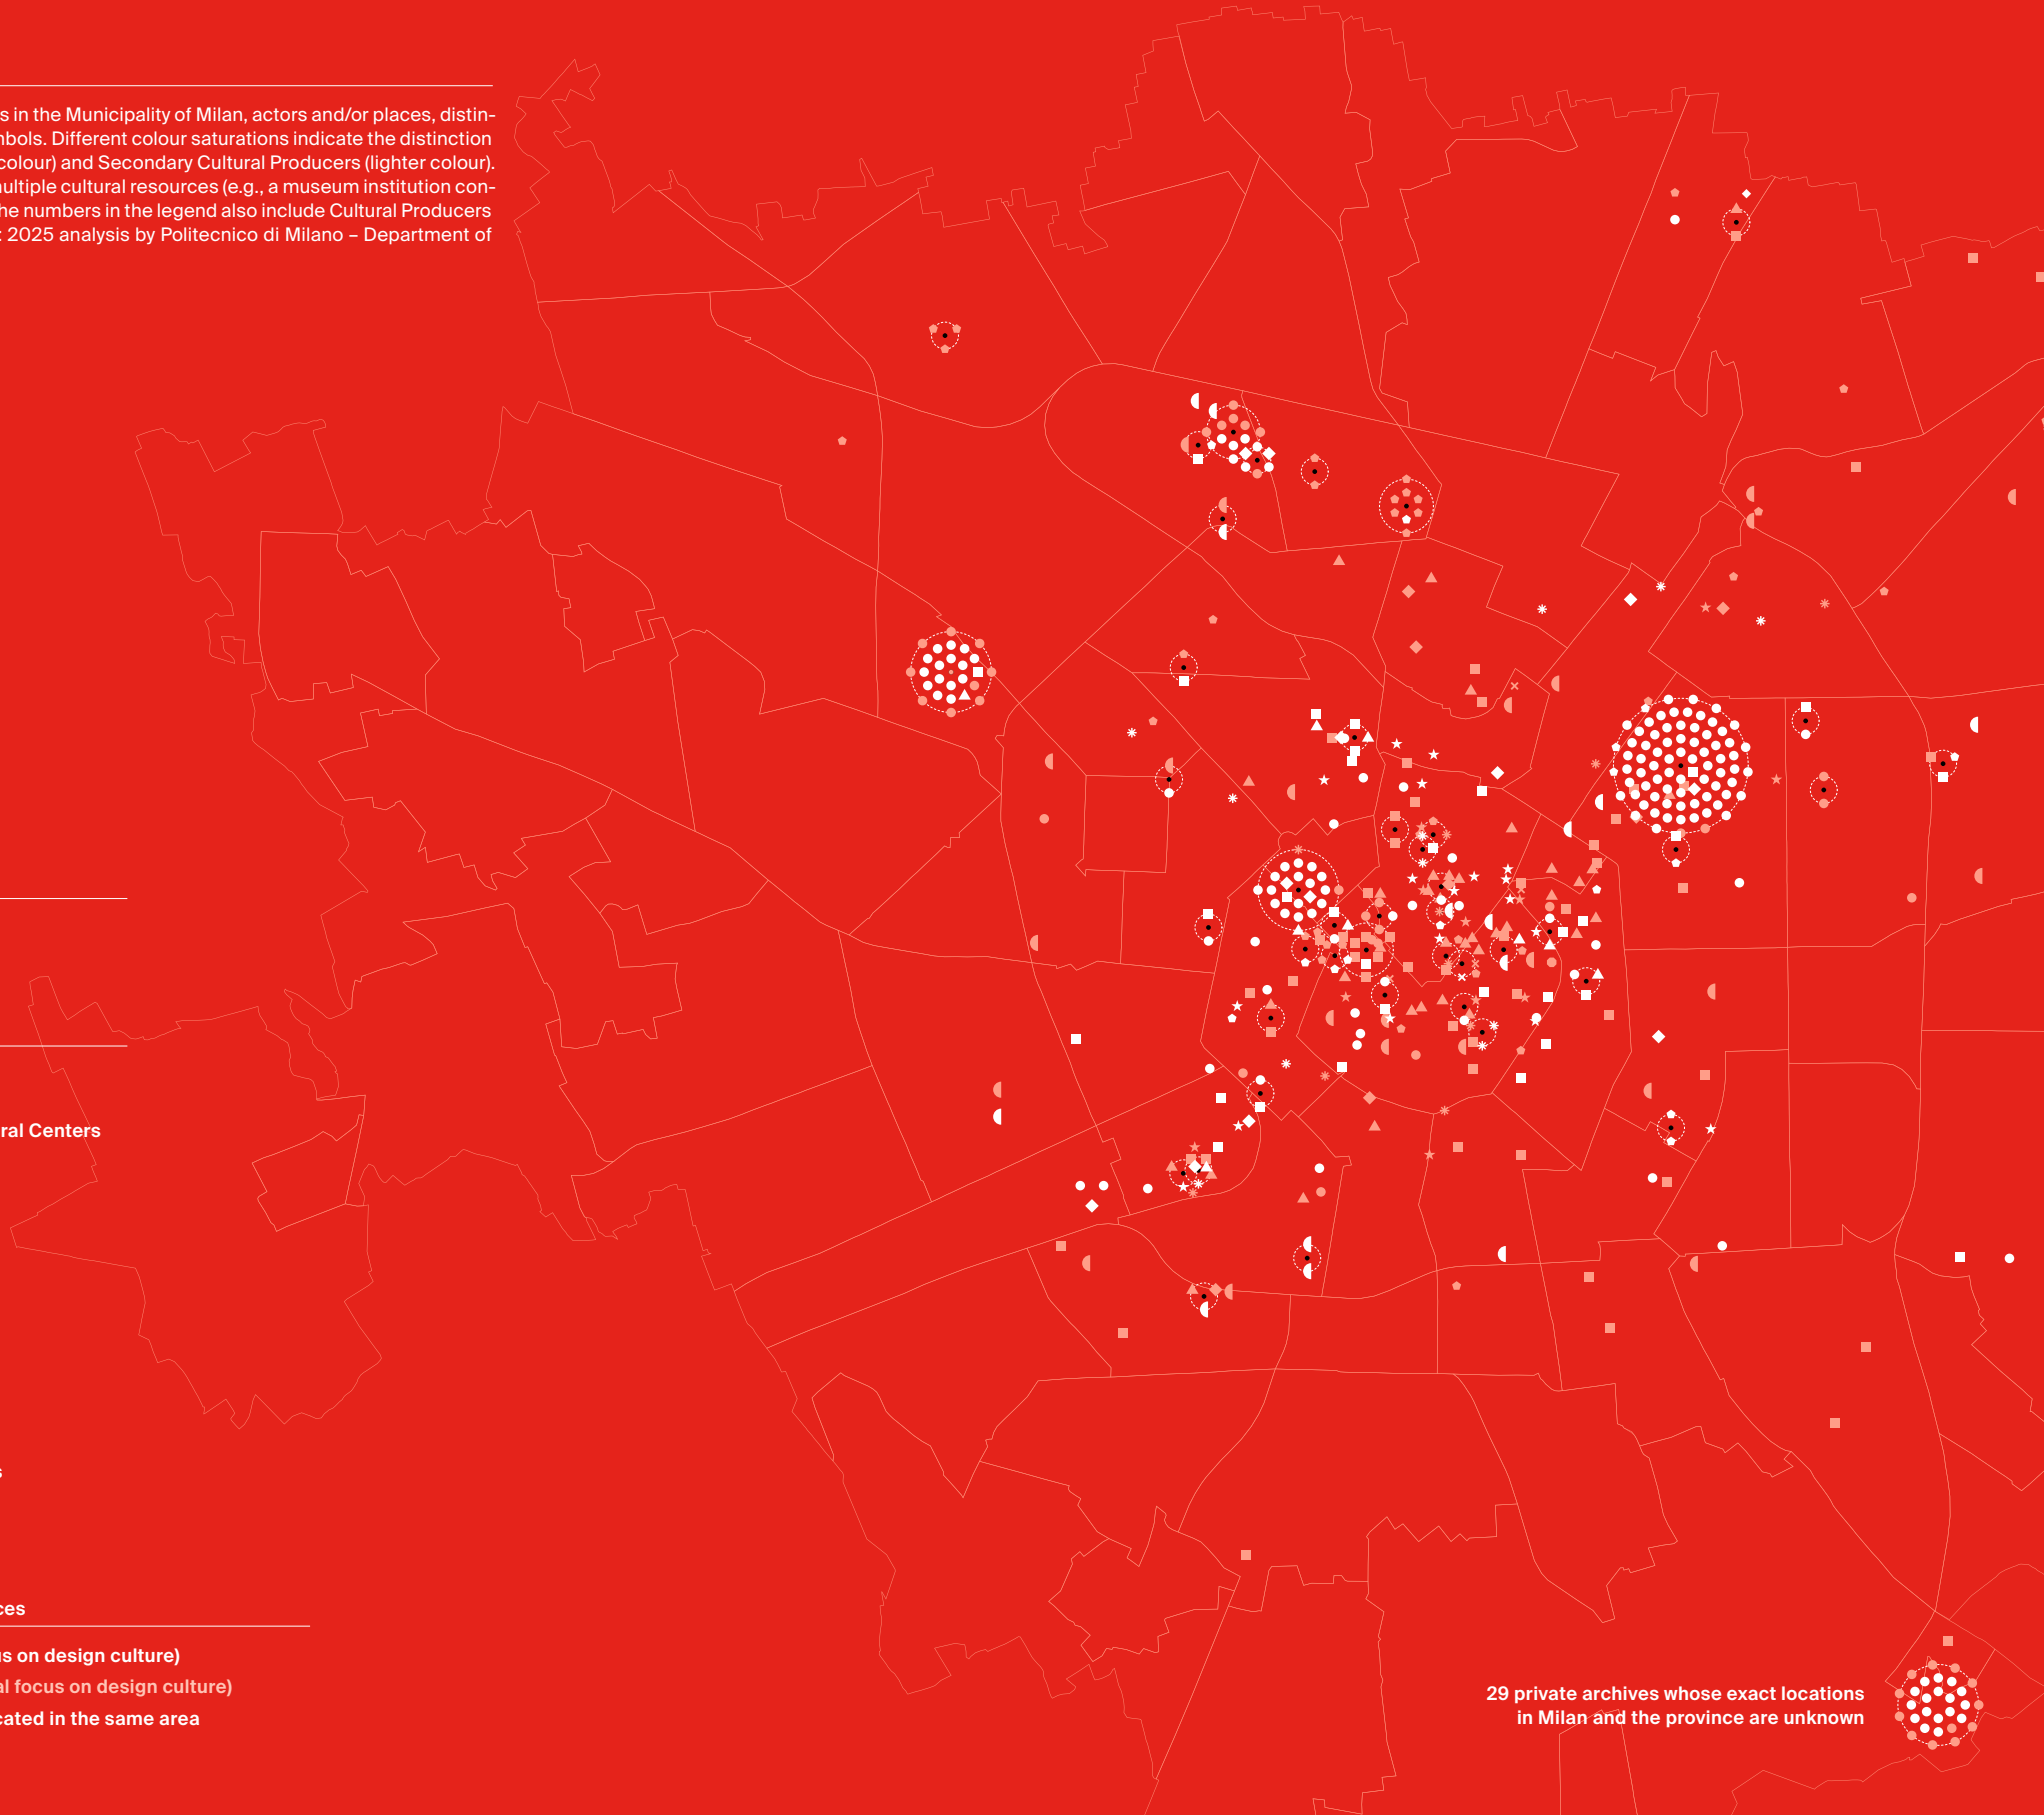 s in the Municipality of Milan, actors and/or places, distin-
nbols. Different colour saturations indicate the distinction
colour) and Secondary Cultural Producers (lighter colour).
multiple cultural resources (e.g., a museum institution con-
he numbers in the legend also include Cultural Producers
t 2025 analysis by Politecnico di Milano – Department of
ral Centers
s
ces
us on design culture)
al focus on design culture)
cated in the same area
29 private archives whose exact locations
in Milan and the province are unknown